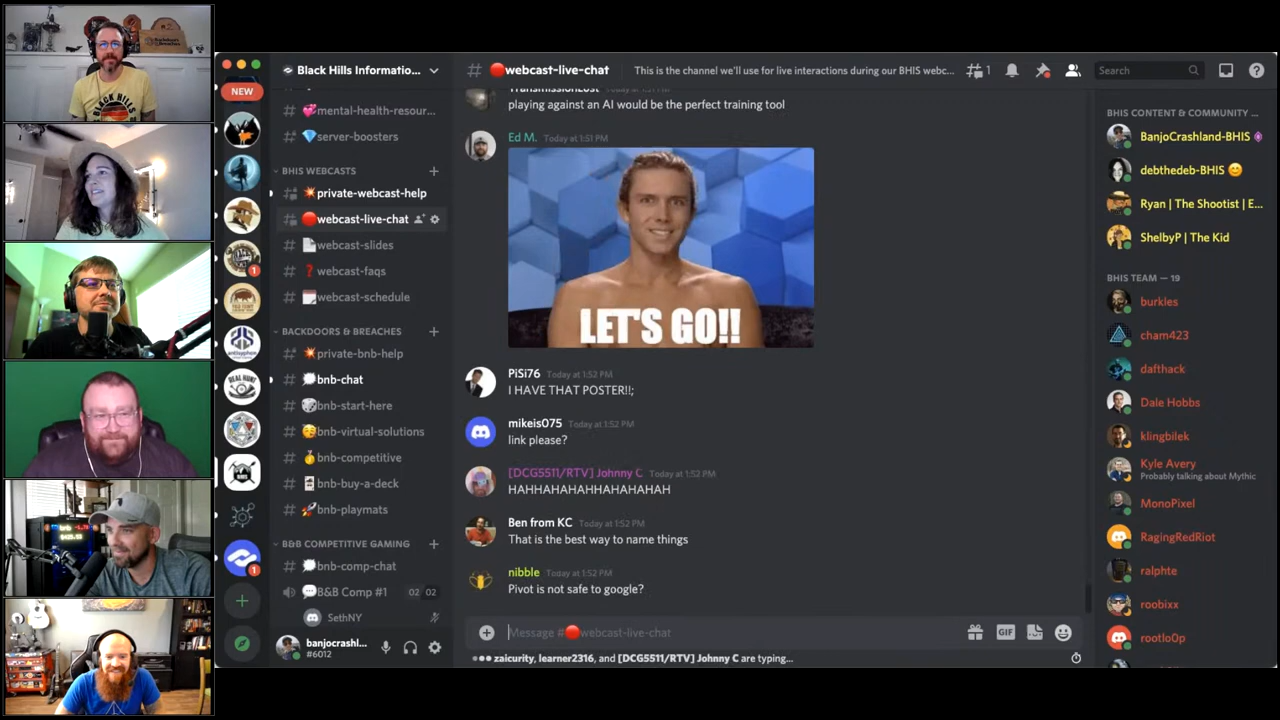 BLACK HILLS
NEW
1
1
Black Hills Informatio...
mental-health-resour...
server-boosters
BHIS WEBCASTS
private-webcast-help
webcast-live-chat
webcast-slides
webcast-faqs
webcast-schedule
BACKDOORS & BREACHES
private-bnb-help
bnb-chat
bnb-start-here
bnb-virtual-solutions
bnb-competitive
bnb-buy-a-deck
bnb-playmats
B&B COMPETITIVE GAMING
bnb-comp-chat
B&B Comp #1 02 02
SethNY
banjocrashl...
#6012
webcast-live-chat This is the channel we'll use for live interactions during our BHIS webc... 1 Search
TransmissionLost Today at 1:51 PM
playing against an AI would be the perfect training tool
Ed M. Today at 1:51 PM
LET'S GO!!
PiSi76 Today at 1:52 PM
I HAVE THAT POSTER!!;
mikeis075 Today at 1:52 PM
link please?
[DCG5511/RTV] Johnny C Today at 1:52 PM
HAHHAHAHAHHAHAHAHAH
Ben from KC Today at 1:52 PM
That is the best way to name things
nibble Today at 1:52 PM
Pivot is not safe to google?
Message #webcast-live-chat
GIF
zaicurity, learner2316, and [DCG5511/RTV] Johnny C are typing...
BHIS CONTENT & COMMUNITY ...
BanjoCrashland-BHIS
debthedeb-BHIS
Ryan | The Shootist | E...
ShelbyP | The Kid
BHIS TEAM — 19
burkles
cham423
dafthack
Dale Hobbs
klingbilek
Kyle Avery
Probably talking about Mythic
MonoPixel
RagingRedRiot
ralphte
roobixx
rootlo0p